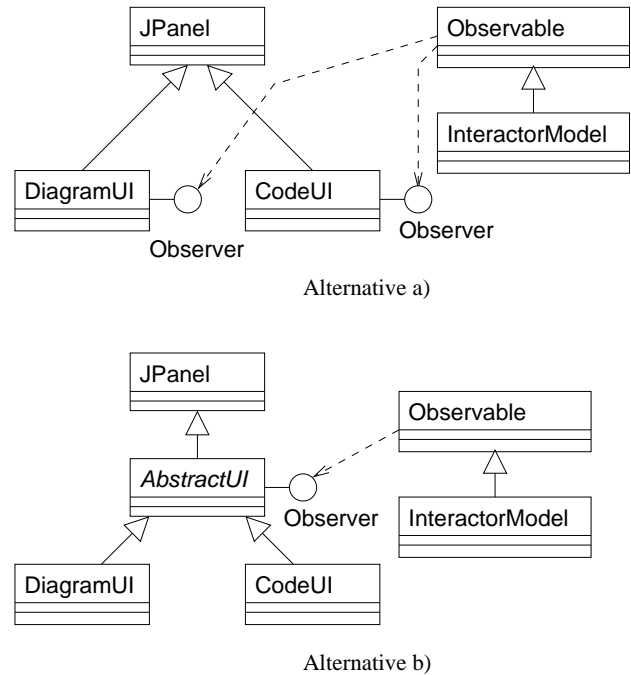 JPanel
Observable
InteractorModel
DiagramUI
CodeUI
Observer
Observer
Alternative a)
JPanel
Observable
AbstractUI
Observer
InteractorModel
DiagramUI
CodeUI
Alternative b)